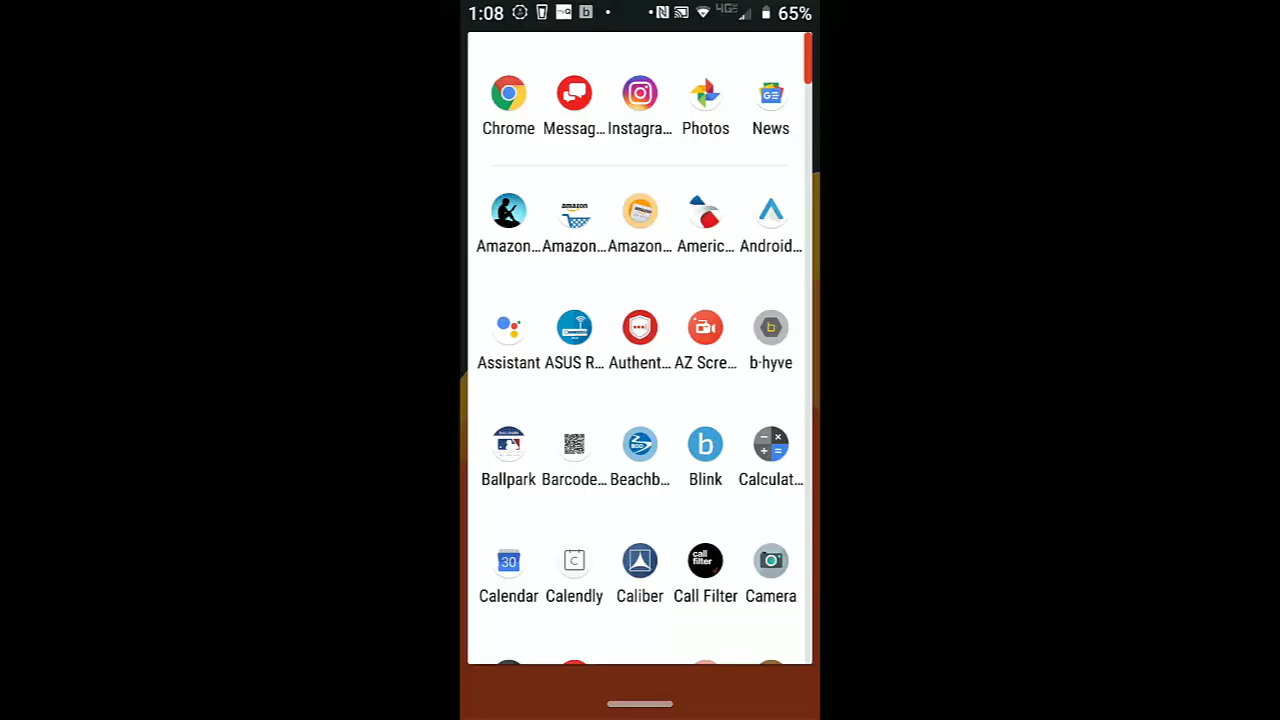 1:08 4G 65%
Chrome Messag... Instagra... Photos News
Amazon... Amazon... Amazon... Americ... Android...
Assistant ASUS R... Authent... AZ Scre... b-hyve
Ballpark Barcode... Beachb... Blink Calculat...
Calendar Calendly Caliber Call Filter Camera